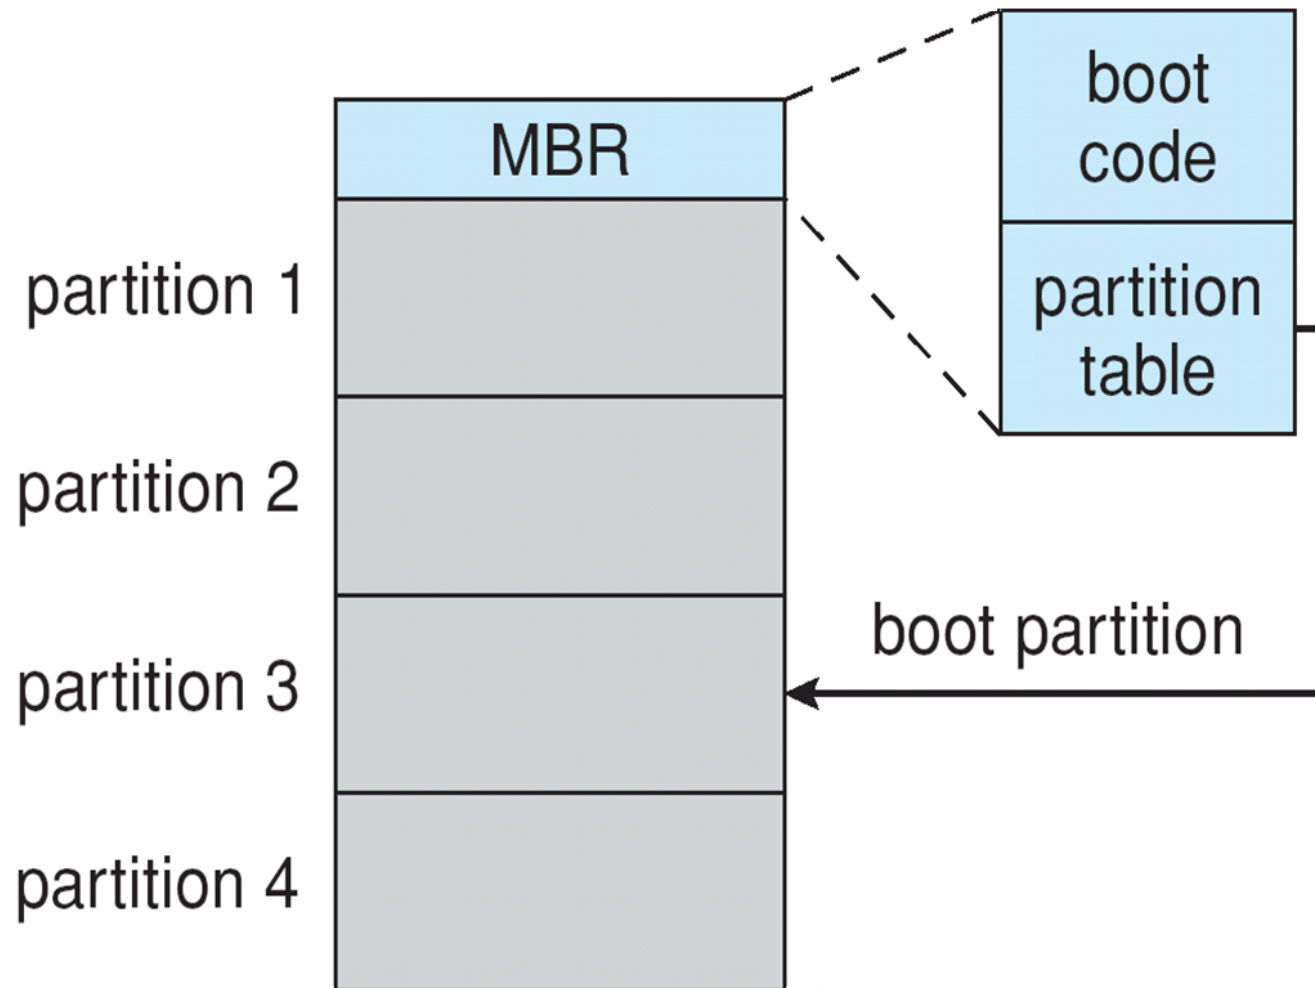 boot
code
MBR
partition 1
partition
table
partition 2
boot partition
partition 3
partition 4